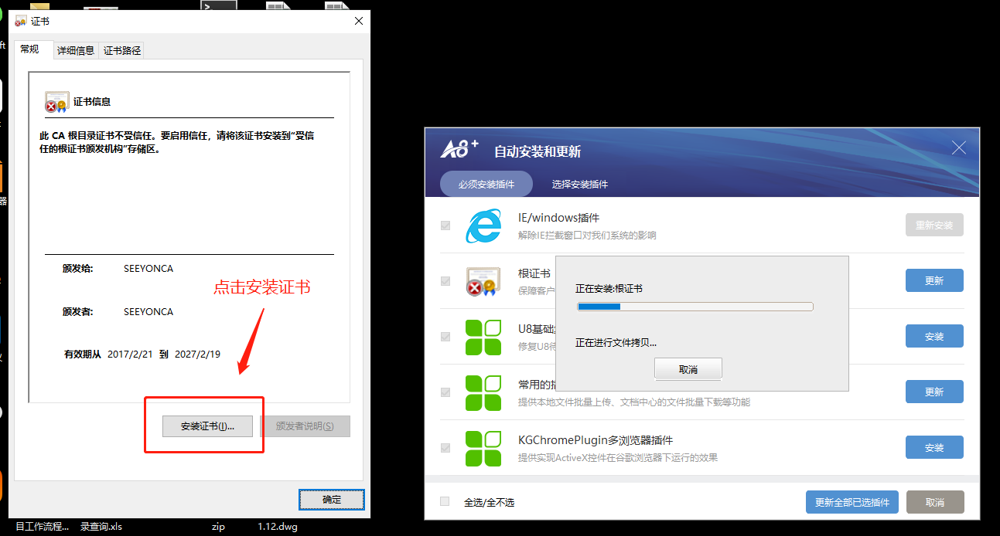 证书
常规
详细信息
证书路径
证书信息
此 CA 根目录证书不受信任。要启用信任，请将该证书安装到"受信
任的根证书颁发机构"存储区。
颁发给: SEEYONCA
点击安装证书
颁发者: SEEYONCA
有效期从 2017/2/21 到 2027/2/19
安装证书(I)...
颁发者说明(S)
确定
目工作流程...
录查询.xls
zip
1.12.dwg
A8+
自动安装和更新
必须安装插件
选择安装插件
IE/windows插件
解除IE拦截窗口对我们系统的影响
重新安装
根证书
保障客户
更新
正在安装:根证书
正在进行文件拷贝...
取消
U8基础
修复U8待
安装
常用的
提供本地文件批量上传、文档中心的文件批量下载等功能
更新
KGChromePlugin多浏览器插件
提供实现ActiveX控件在谷歌浏览器下运行的效果
安装
全选/全不选
更新全部已选插件
取消